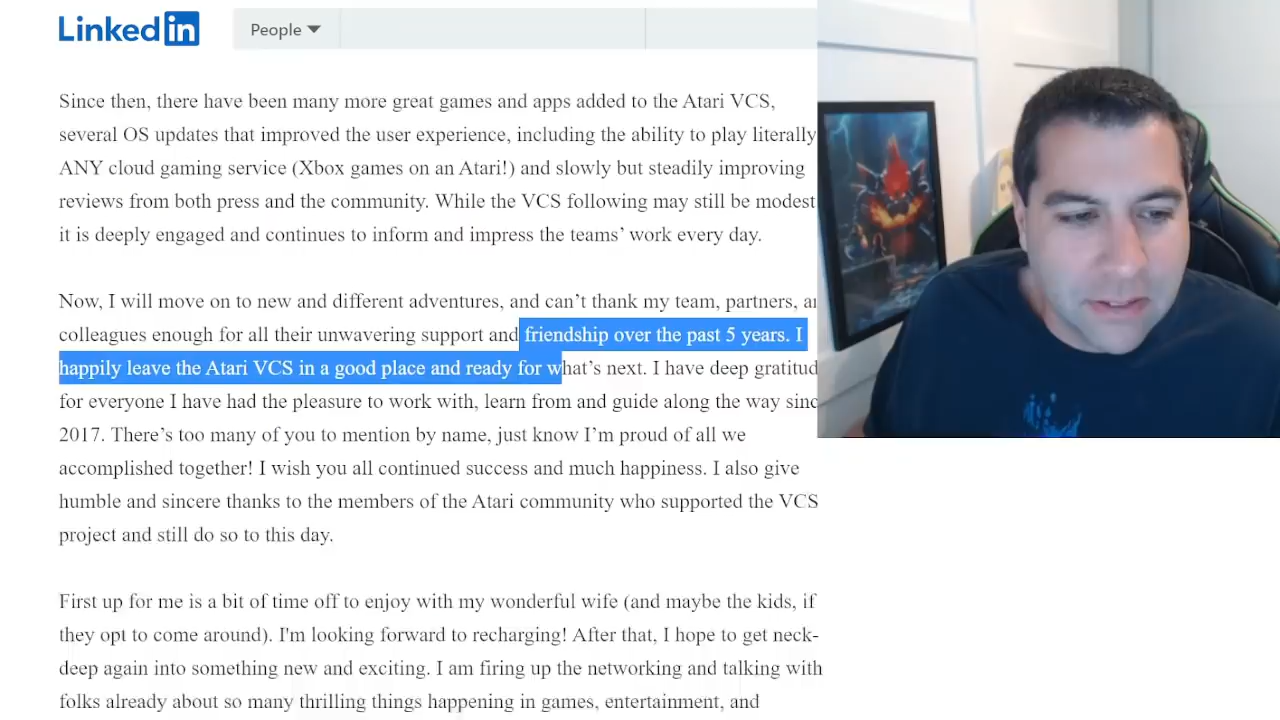 LinkedIn
People
Since then, there have been many more great games and apps added to the Atari VCS,
several OS updates that improved the user experience, including the ability to play literally
ANY cloud gaming service (Xbox games on an Atari!) and slowly but steadily improving
reviews from both press and the community. While the VCS following may still be modest
it is deeply engaged and continues to inform and impress the teams’ work every day.
Now, I will move on to new and different adventures, and can’t thank my team, partners,
colleagues enough for all their unwavering support and friendship over the past 5 years. I
happily leave the Atari VCS in a good place and ready for what’s next. I have deep
for everyone I have had the pleasure to work with, learn from and guide along the way
2017. There’s too many of you to mention by name, just know I’m proud of all we
accomplished together! I wish you all continued success and much happiness. I also give
humble and sincere thanks to the members of the Atari community who supported the VCS
project and still do so to this day.
First up for me is a bit of time off to enjoy with my wonderful wife (and maybe the kids, if
they opt to come around). I'm looking forward to recharging! After that, I hope to get neck-
deep again into something new and exciting. I am firing up the networking and talking with
folks already about so many thrilling things happening in games, entertainment, and